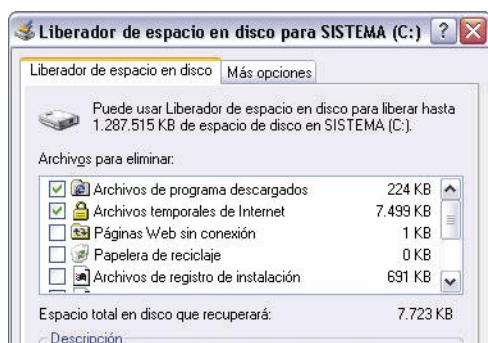 Liberador de espacio en disco para SISTEMA (C:)
Liberador de espacio en disco
Más opciones
Puede usar Liberador de espacio en disco para liberar hasta
1.287.515 KB de espacio de disco en SISTEMA (C:).
Archivos para eliminar:
Archivos de programa descargados 224 KB
Archivos temporales de Internet 7.499 KB
Páginas Web sin conexión 1 KB
Papelera de reciclaje 0 KB
Archivos de registro de instalación 691 KB
Espacio total en disco que recuperará: 7.723 KB
Descripción